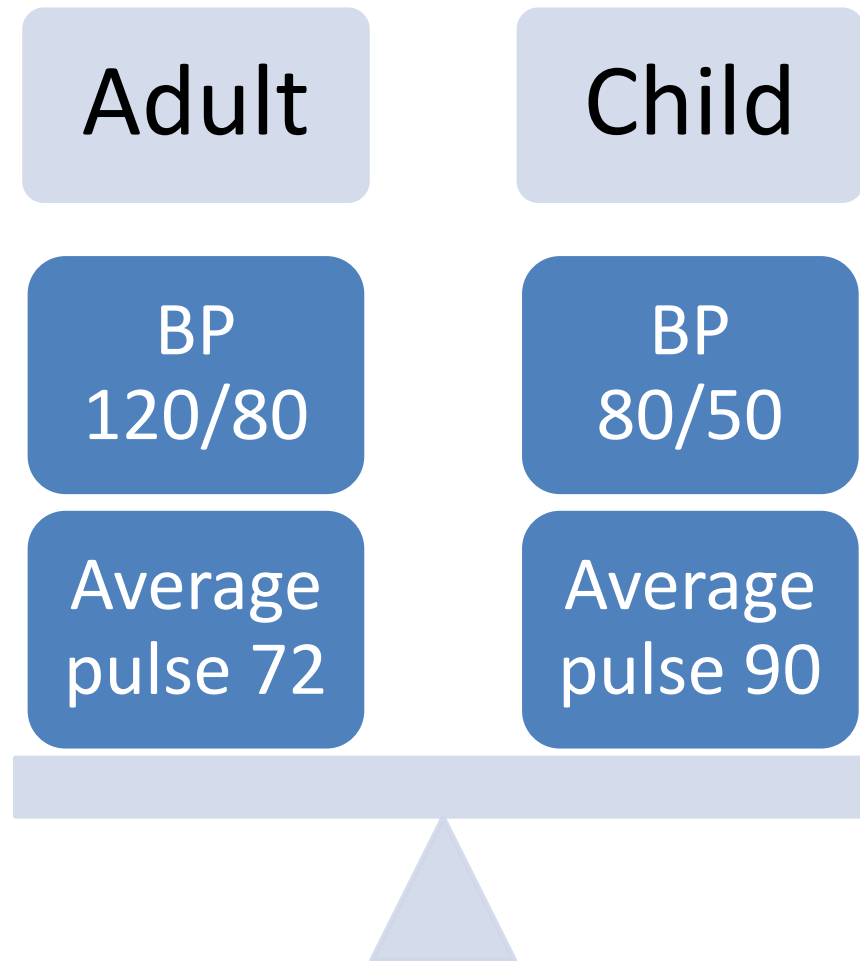 Adult
Child
BP
120/80
BP
80/50
Average
pulse 72
Average
pulse 90